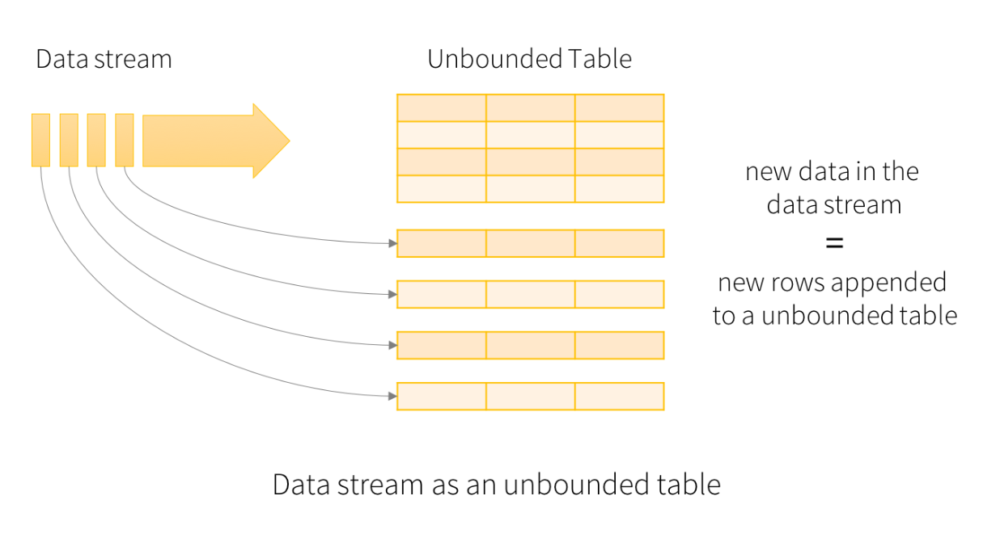 Data stream
Unbounded Table
new data in the
data stream
=
new rows appended
to a unbounded table
Data stream as an unbounded table